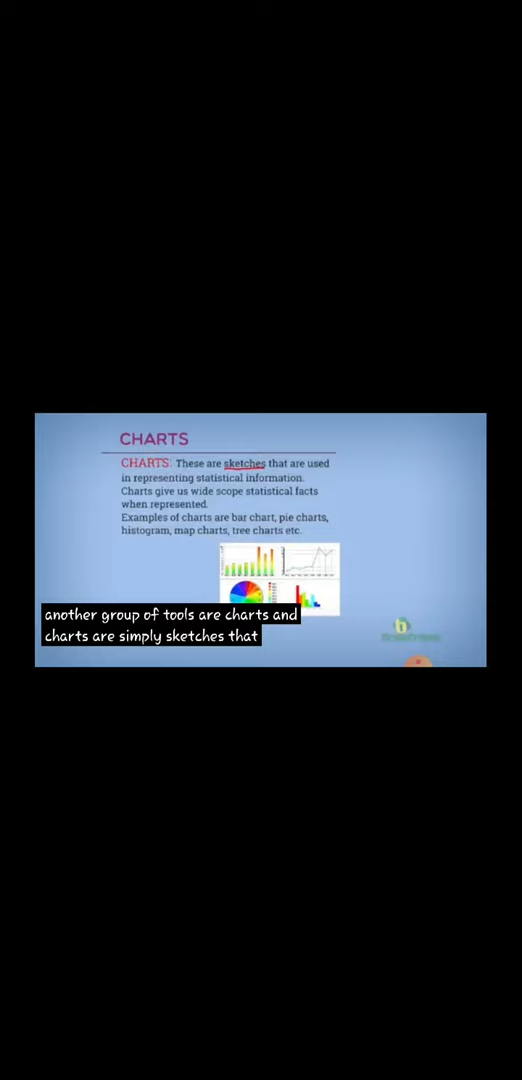 CHARTS
CHARTS: These are sketches that are used
in representing statistical information.
Charts give us wide scope statistical facts
when represented.
Examples of charts are bar chart, pie charts,
histogram, map charts, tree charts etc.
another group of tools are charts and
charts are simply sketches that